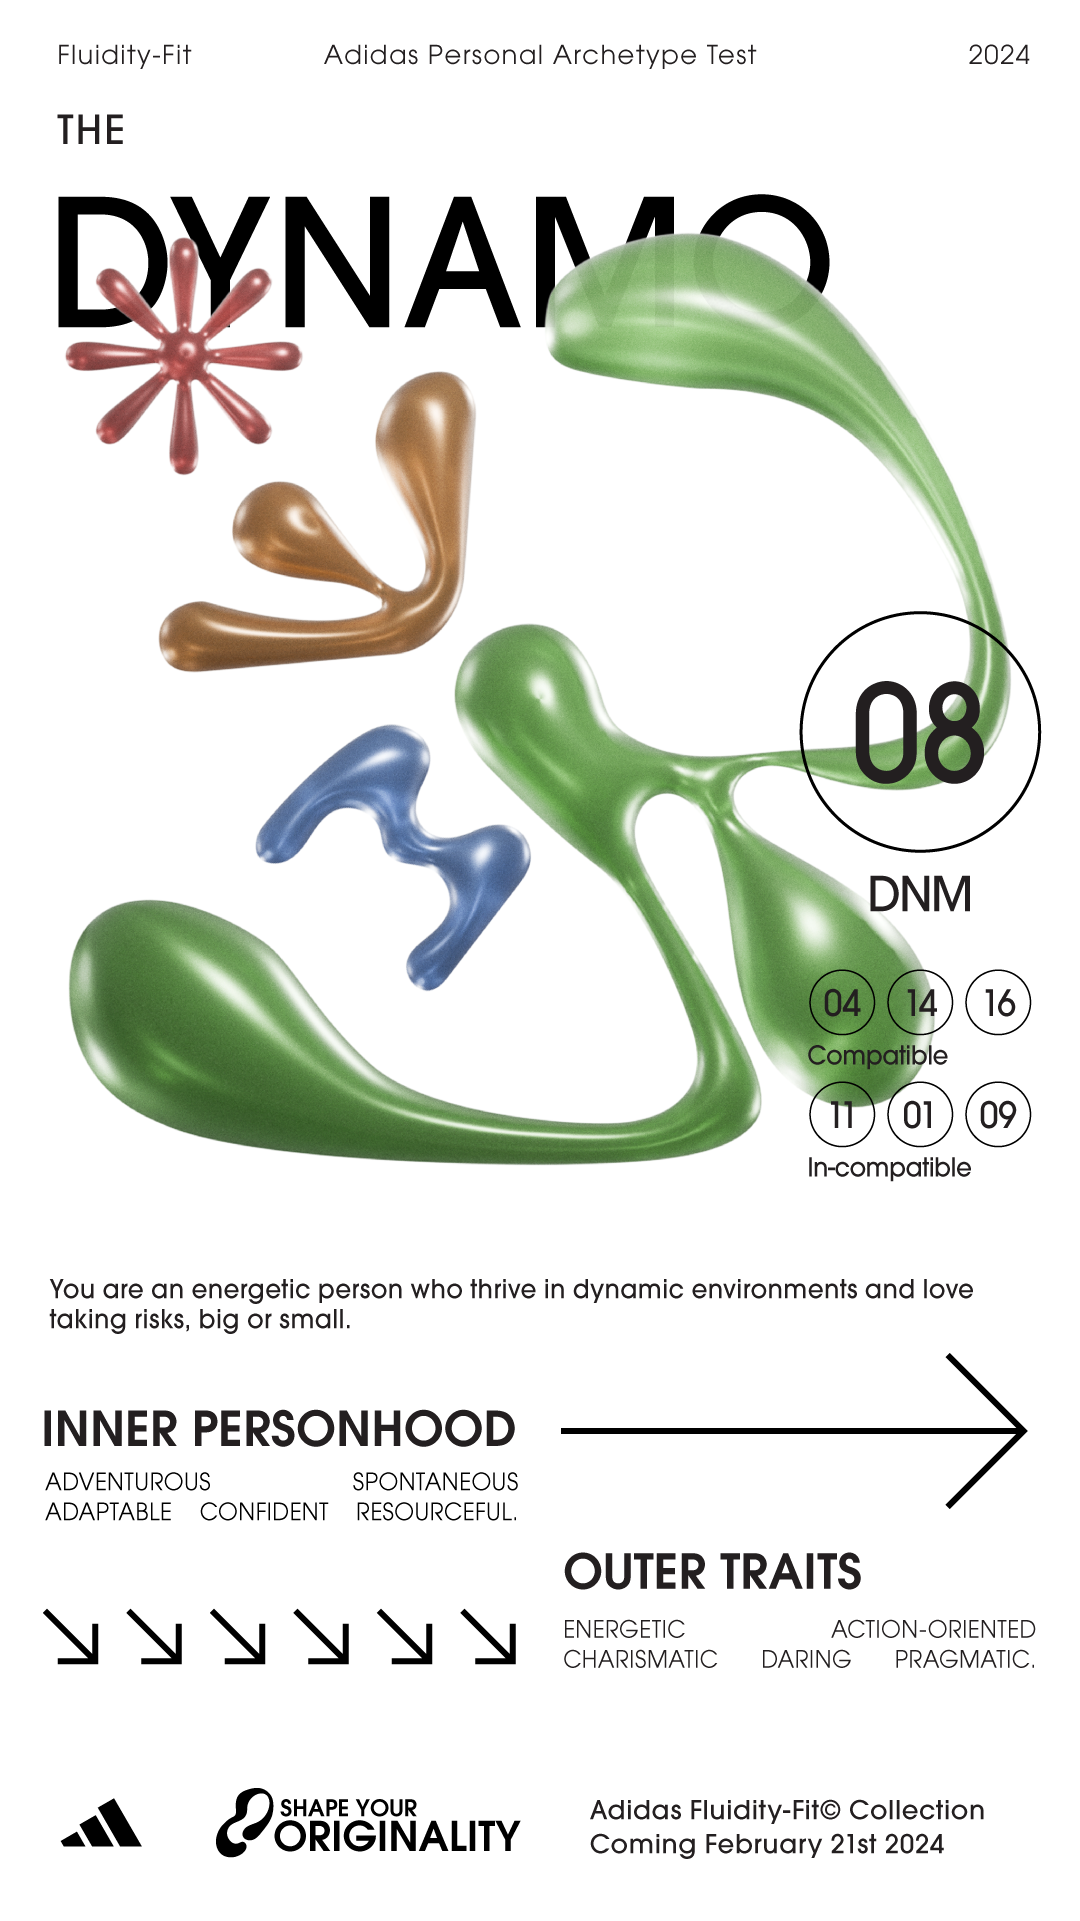 Fluidity-Fit
Adidas Personal Archetype Test
2024
THE
DYNAMO
08
DNM
04 14 16
Compatible
11 01 09
In-compatible
You are an energetic person who thrive in dynamic environments and love
taking risks, big or small.
INNER PERSONHOOD
ADVENTUROUS SPONTANEOUS
ADAPTABLE CONFIDENT RESOURCEFUL.
OUTER TRAITS
ENERGETIC ACTION-ORIENTED
CHARISMATIC DARING PRAGMATIC.
SHAPE YOUR
ORIGINALITY
Adidas Fluidity-Fit© Collection
Coming February 21st 2024